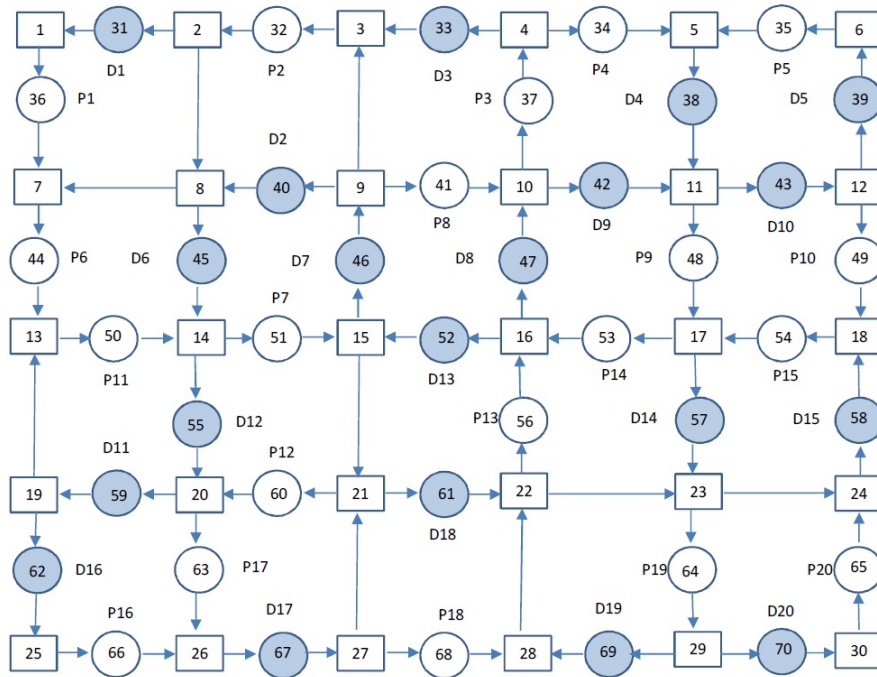 1 31 2 32 3 33 4 34 5 35 6
D1 P2 D3 P4 P5
36 P1 P3 37 D4 38 D5 39
D2
7 8 40 9 41 10 42 11 43 12
P8 D9 D10
44 P6 D6 45 D7 46 D8 47 P9 48 P10 49
P7
13 50 14 51 15 52 16 53 17 54 18
P11 D13 P14 P15
55 D12 P13 56 D14 57 D15 58
D11 P12
19 59 20 60 21 61 22 23 24
D18
62 D16 63 P17 P19 64 P20 65
P16 D17 P18 D19 D20
25 66 26 67 27 68 28 69 29 70 30